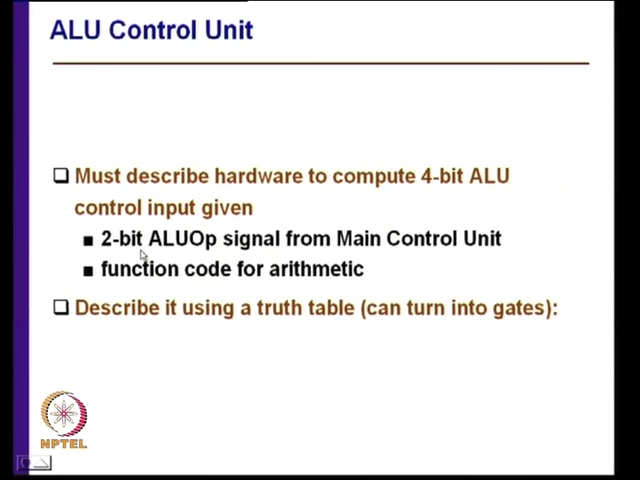 ALU Control Unit
Must describe hardware to compute 4-bit ALU
control input given
2-bit ALUOp signal from Main Control Unit
function code for arithmetic
Describe it using a truth table (can turn into gates):
NPTEL